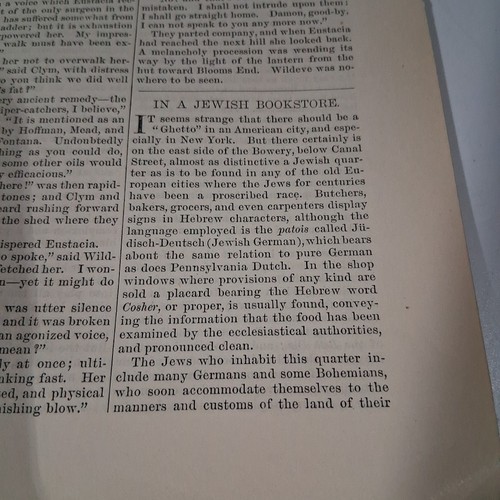 a voice which Eustacia rec-
t of the only surgeon in the
has suffered somewhat from
adder; but it is exhaustion
powered her. My impres-
walk must have been ex-
her not to overwalk her-
" said Clym, with distress
o you think we did well
's fat?"
ery ancient remedy—the
iper-catchers, I believe,"
"It is mentioned as an
by Hoffman, Mead, and
Fontana. Undoubtedly
hing as you could do,
some other oils would
y efficacious."
here!" was then rapid-
tones; and Clym and
eard rushing forward
the shed where they
ispered Eustacia.
o spoke," said Wild-
fetched her. I won-
n—yet it might do
was utter silence
and it was broken
an agonized voice,
mean?"
ly at once; ulti-
nking fast. Her
ed, and physical
nishing blow."
mistaken. I shall not intrude upon them:
I shall go straight home. Damon, good-by,
I can not speak to you any more now."
They parted company, and when Eustacia
had reached the next hill she looked back.
A melancholy procession was wending its
way by the light of the lantern from the
hut toward Blooms End. Wildeve was no-
where to be seen.
IN A JEWISH BOOKSTORE.
IT seems strange that there should be a
"Ghetto" in an American city, and espe-
cially in New York. But there certainly is
on the east side of the Bowery, below Canal
Street, almost as distinctive a Jewish quar-
ter as is to be found in any of the old Eu-
ropean cities where the Jews for centuries
have been a proscribed race. Butchers,
bakers, grocers, and even carpenters display
signs in Hebrew characters, although the
language employed is the patois called Jü-
disch-Deutsch (Jewish German), which bears
about the same relation to pure German
as does Pennsylvania Dutch. In the shop
windows where provisions of any kind are
sold a placard bearing the Hebrew word
Cosher, or proper, is usually found, convey-
ing the information that the food has been
examined by the ecclesiastical authorities,
and pronounced clean.
The Jews who inhabit this quarter in-
clude many Germans and some Bohemians,
who soon accommodate themselves to the
manners and customs of the land of their